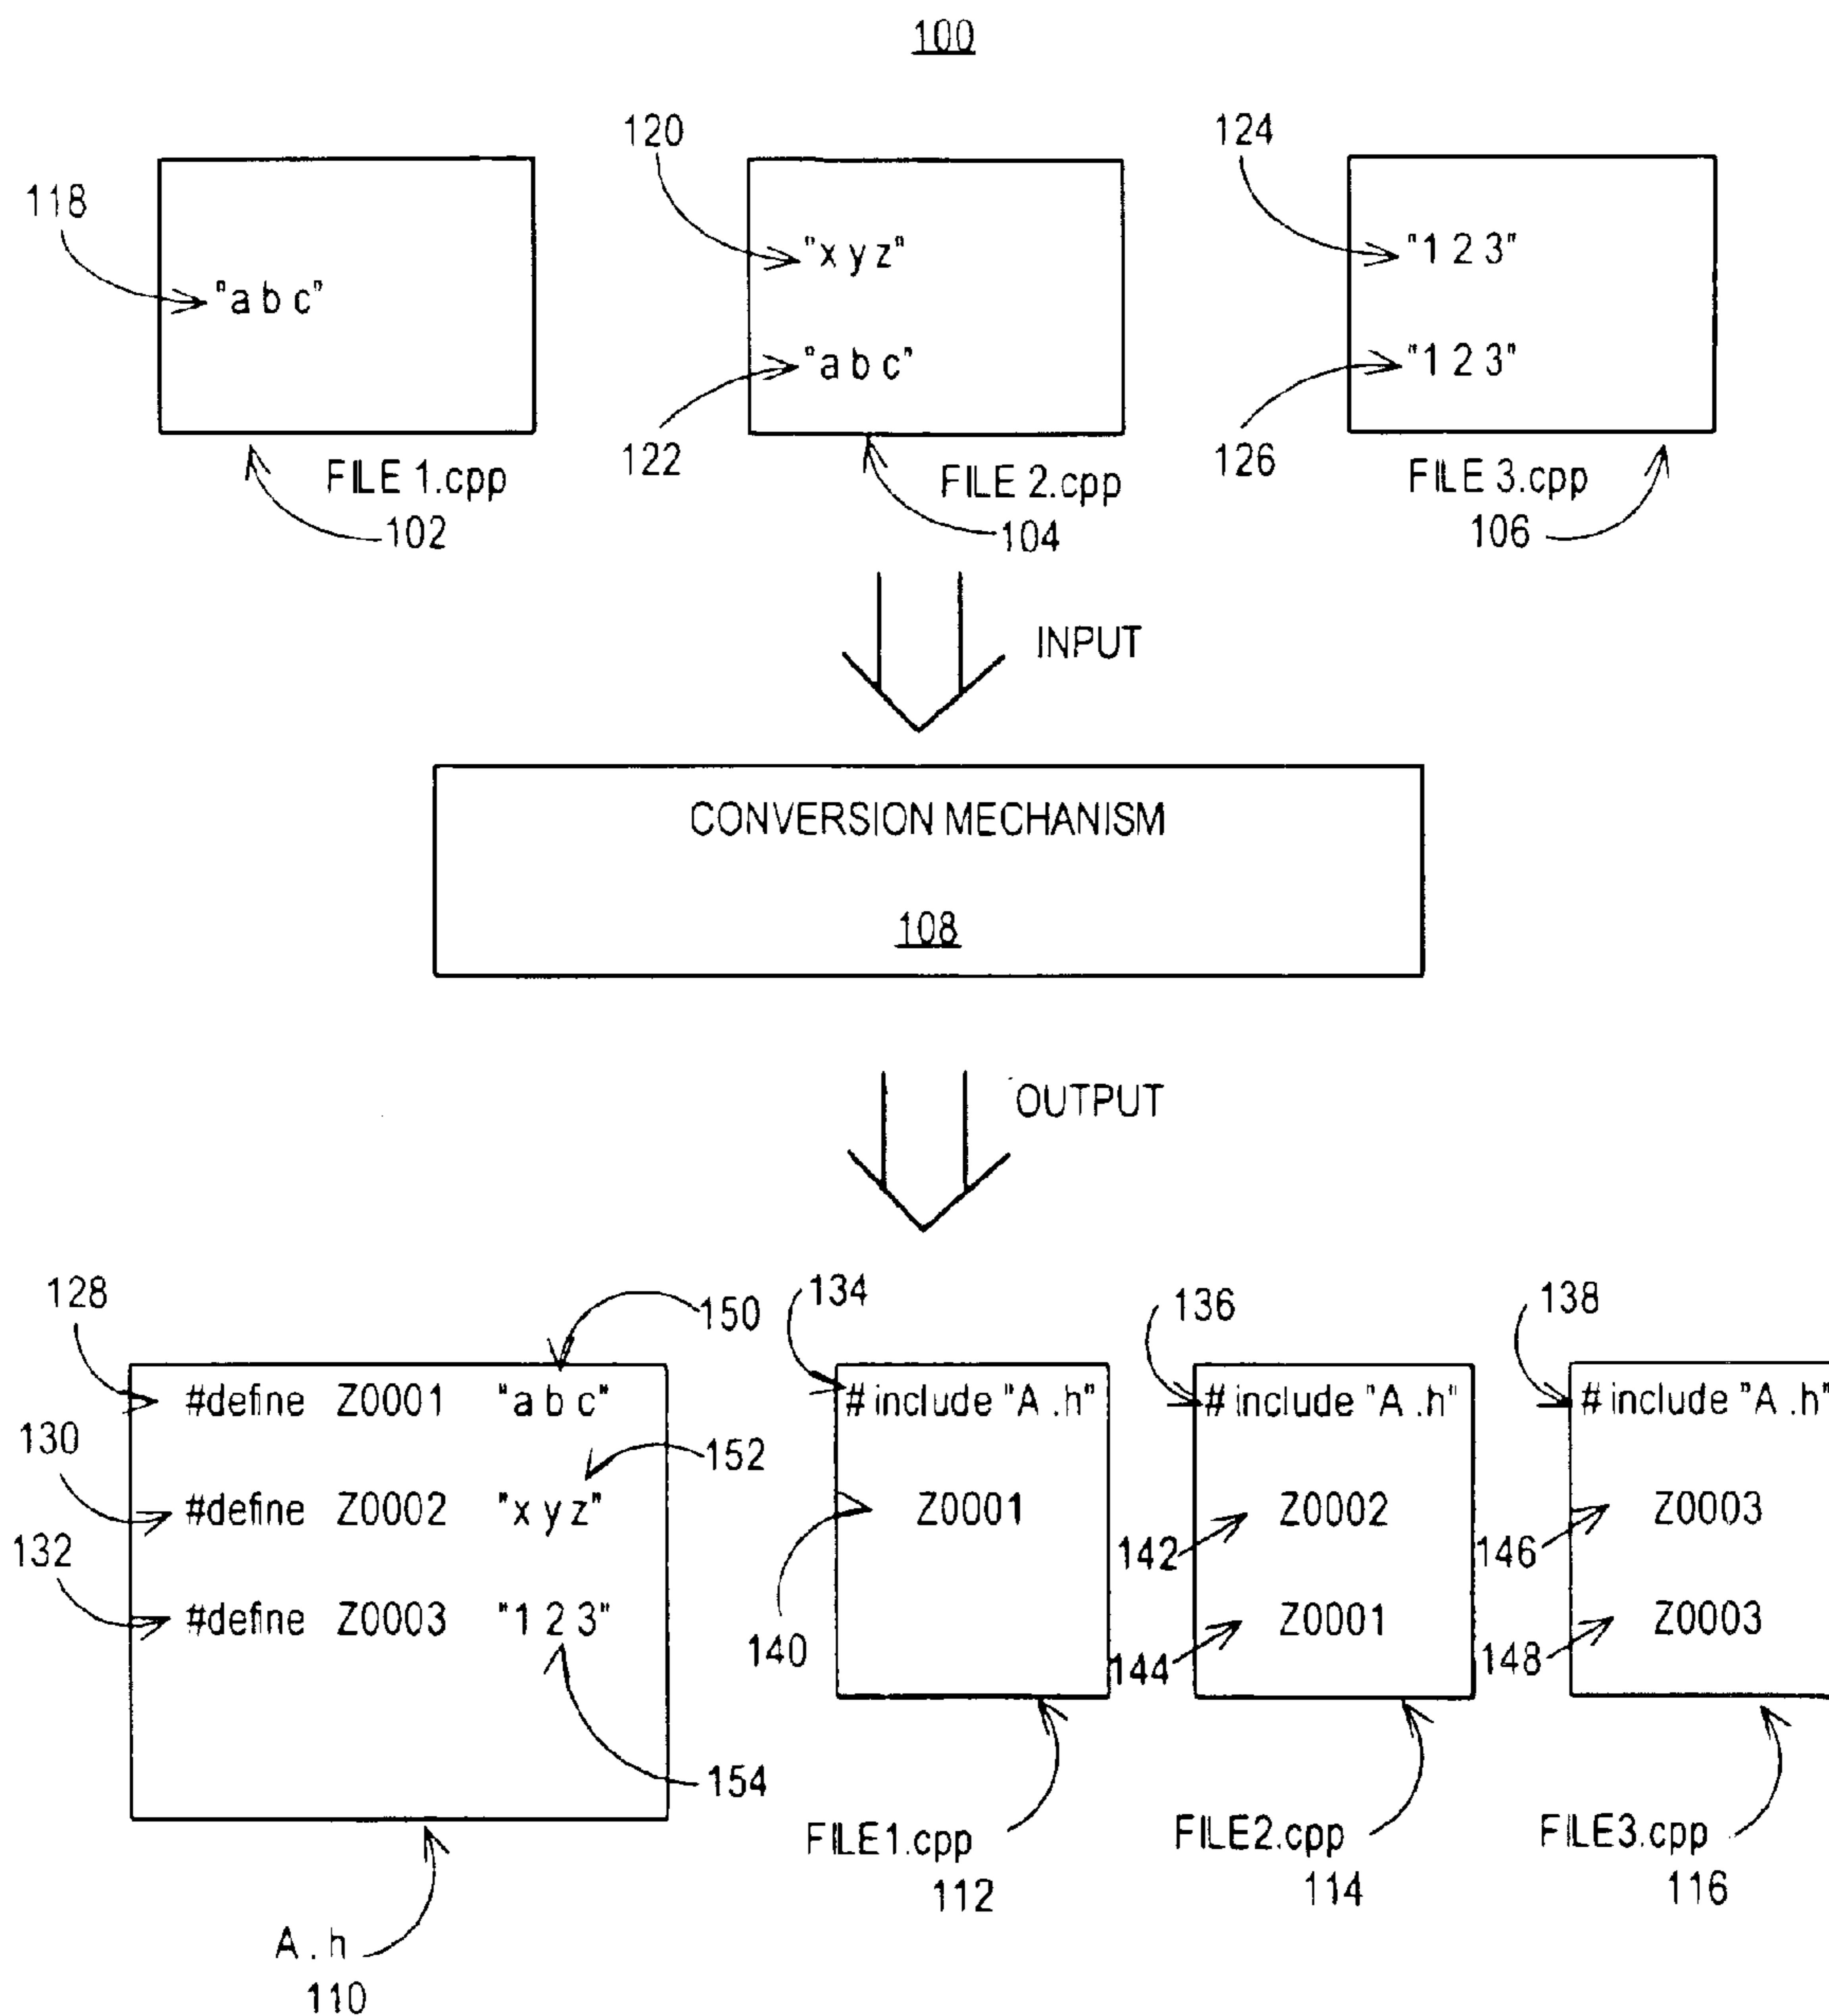 100
120
124
118
"x y z"
"1 2 3"
"a b c"
"a b c"
"1 2 3"
122
126
FILE 1.cpp
102
FILE 2.cpp
104
FILE 3.cpp
106
INPUT
CONVERSION MECHANISM
108
OUTPUT
128
150
134
136
138
#define Z0001 "a b c"
# include "A .h"
# include "A .h"
# include "A .h"
130
152
#define Z0002 "x y z"
Z0001
Z0002
Z0003
132
142
146
#define Z0003 "1 2 3"
140
Z0001
Z0003
144
148
154
FILE1.cpp
112
FILE2.cpp
114
FILE3.cpp
116
A . h
110